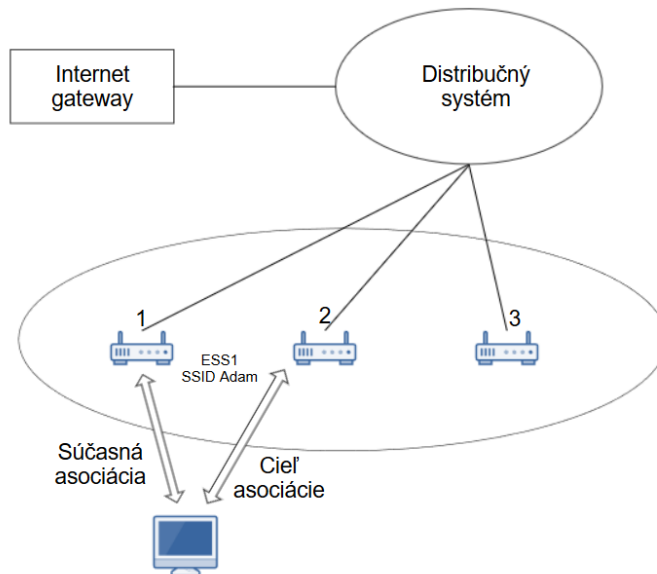 Internet
gateway
Distribučný
systém
1
2
3
ESS1
SSID Adam
Súčasná
asociácia
Cieľ
asociácie